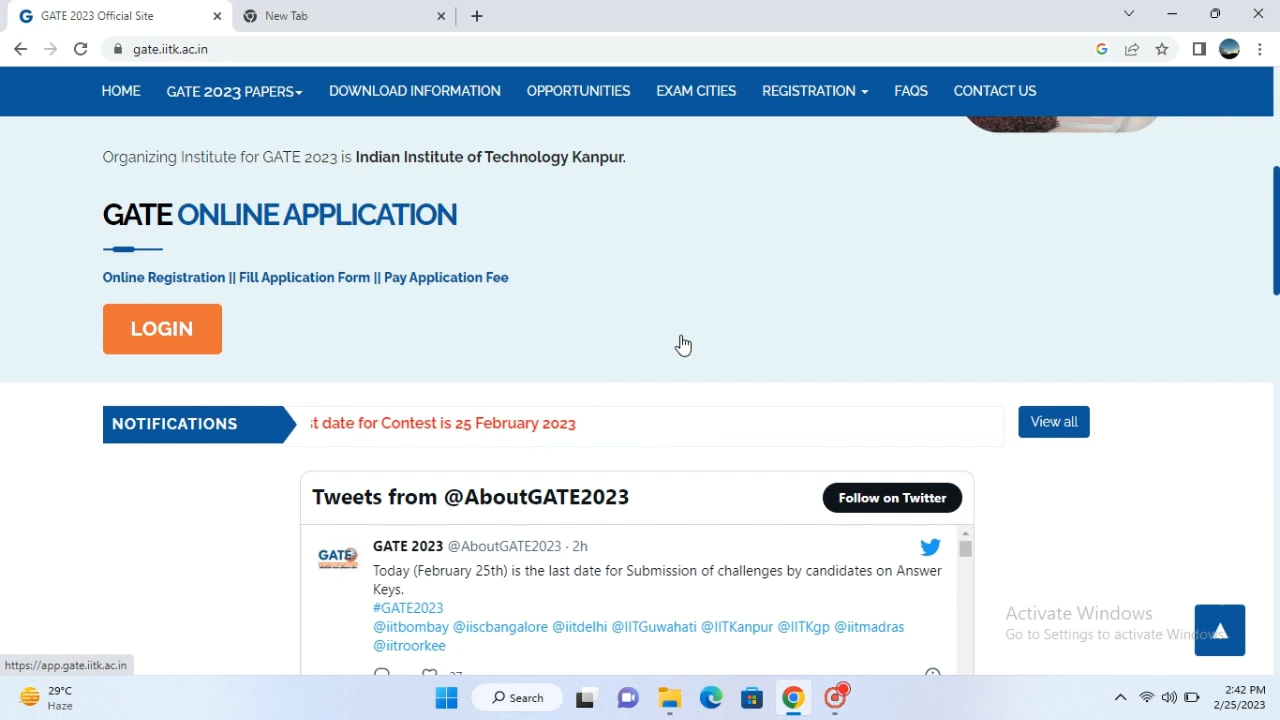 GATE 2023 Official Site
New Tab
gate.iitk.ac.in
HOME GATE 2023 PAPERS DOWNLOAD INFORMATION OPPORTUNITIES EXAM CITIES REGISTRATION FAQS CONTACT US
Organizing Institute for GATE 2023 is Indian Institute of Technology Kanpur.
GATE ONLINE APPLICATION
Online Registration || Fill Application Form || Pay Application Fee
LOGIN
NOTIFICATIONS
st date for Contest is 25 February 2023
View all
Tweets from @AboutGATE2023
Follow on Twitter
GATE
GATE 2023 @AboutGATE2023 · 2h
Today (February 25th) is the last date for Submission of challenges by candidates on Answer
Keys.
#GATE2023
@iitbombay @iiscbangalore @iitdelhi @IITGuwahati @IITKanpur @IITKgp @iitmadras
@iitroorkee
Activate Windows
Go to Settings to activate Windows.
https://app.gate.iitk.ac.in
29°C
Haze
Search
2:42 PM
2/25/2023